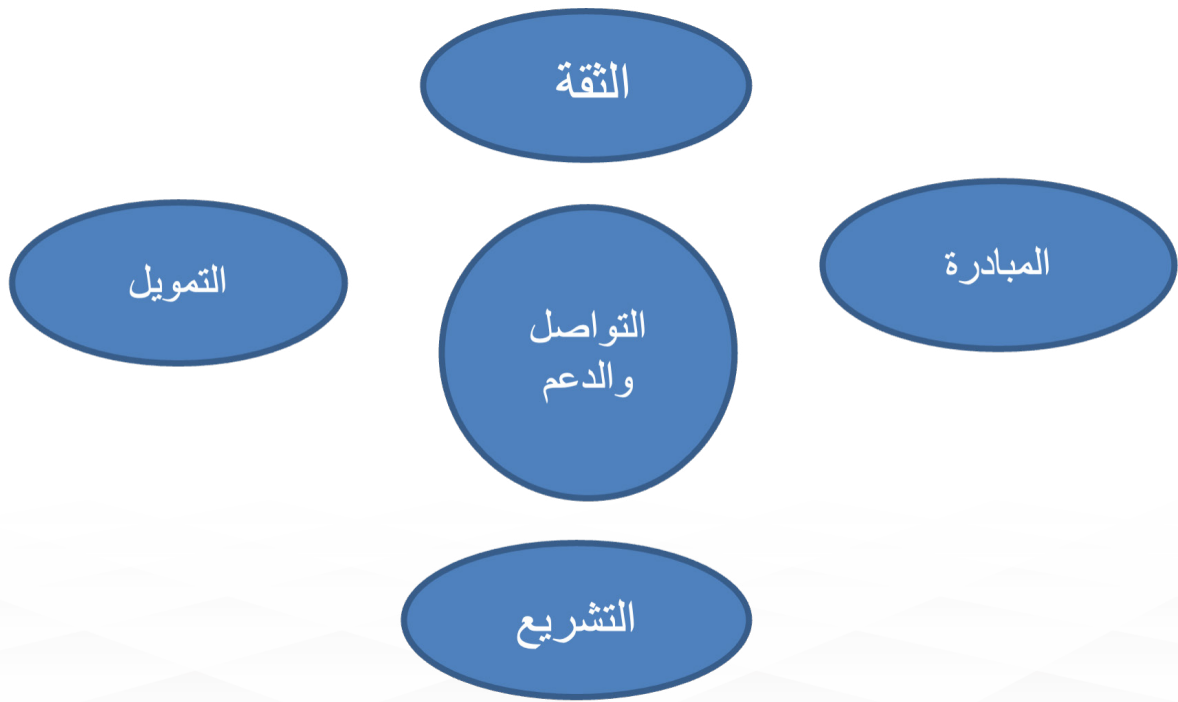 الثقة
المبادرة
التمويل
التواصل
والدعم
التشريع